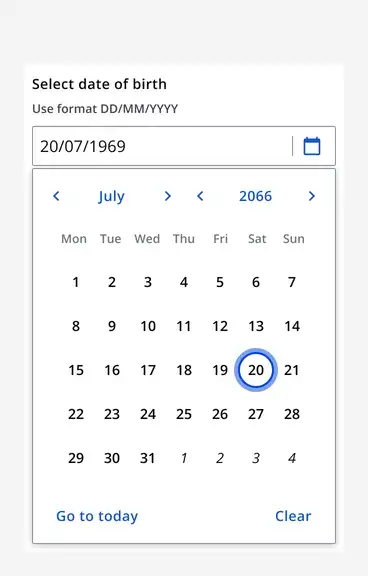 Select date of birth
Use format DD/MM/YYYY
20/07/1969
July 2066
Mon Tue Wed Thu Fri Sat Sun
1 2 3 4 5 6 7
8 9 10 11 12 13 14
15 16 17 18 19 20 21
22 23 24 25 26 27 28
29 30 31 1 2 3 4
Go to today Clear